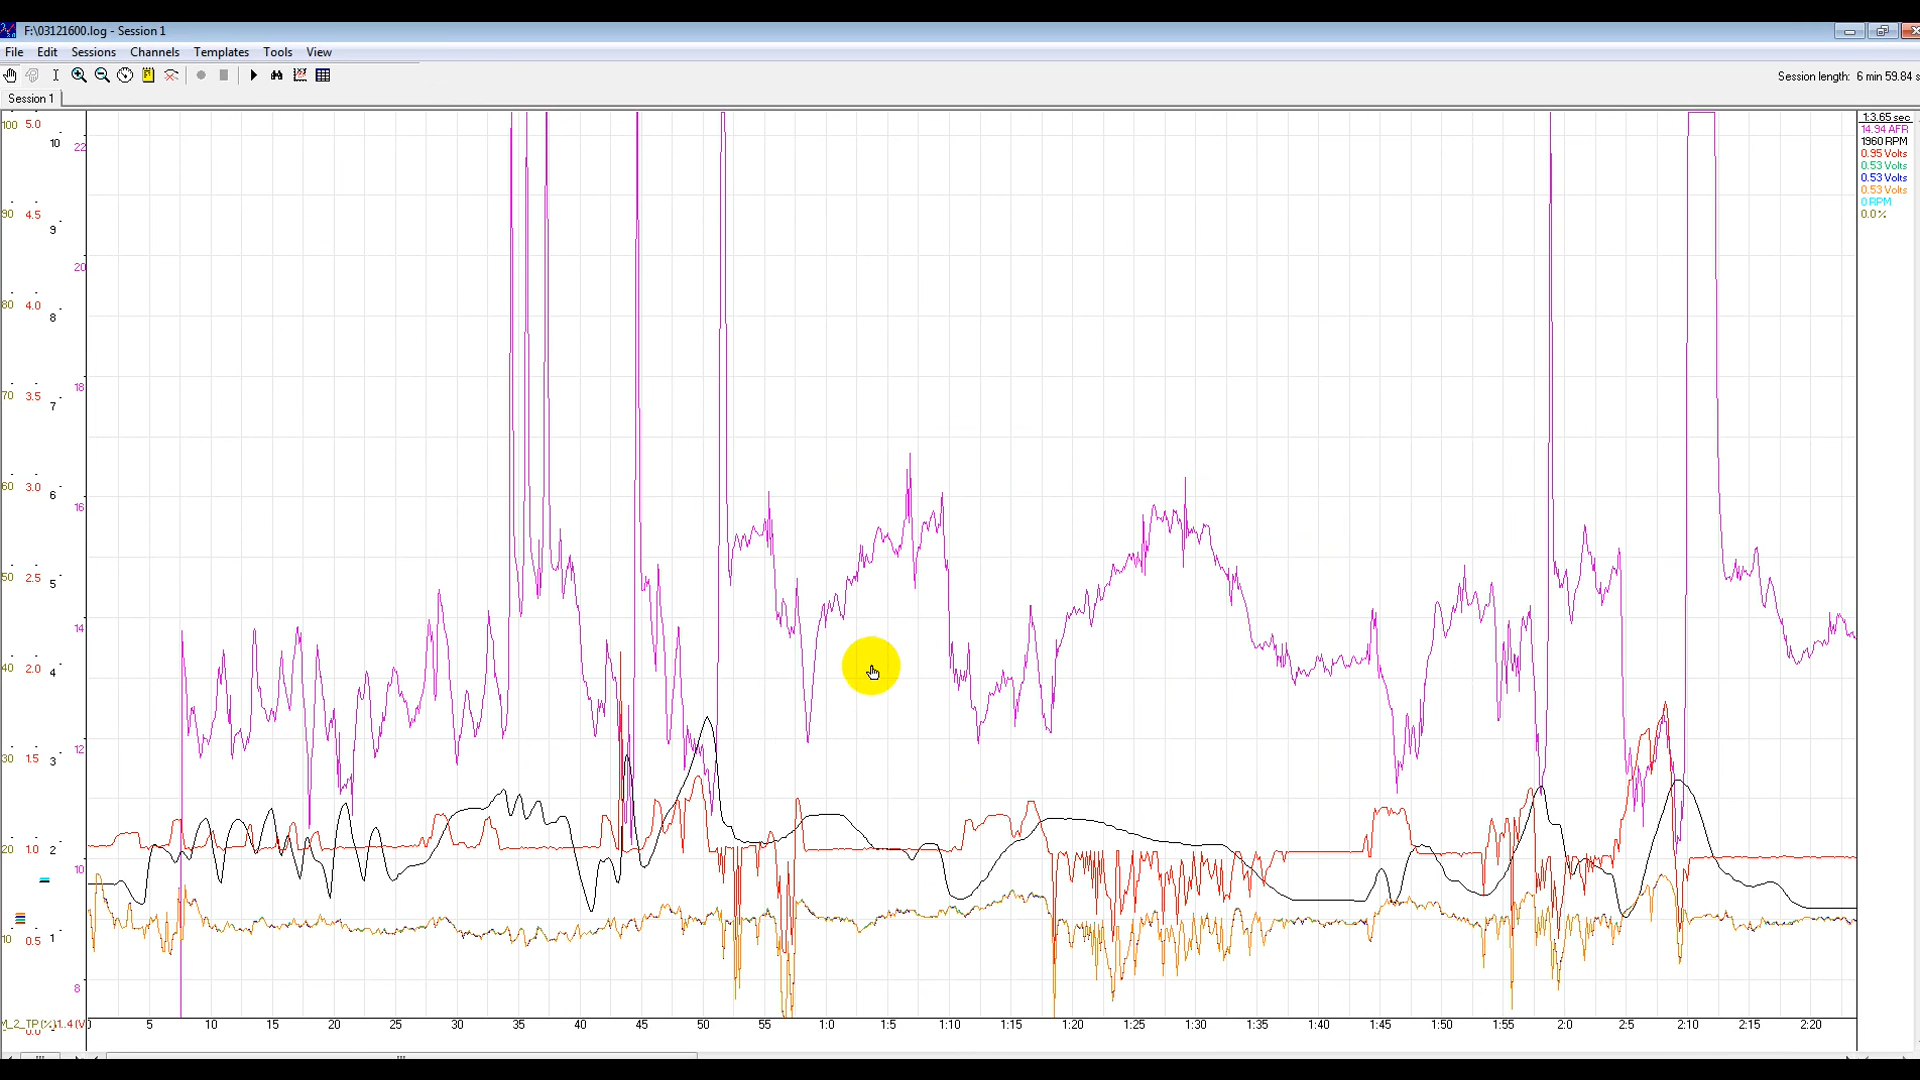 F:\03121600.log - Session 1
File Edit Sessions Channels Templates Tools View
Session length: 6 min 59.84 s
Session 1
100 5.0 10 22
90 4.5 9 20
80 4.0 8 18
70 3.5 7
60 3.0 6 16
50 2.5 5 14
40 2.0 4 12
30 1.5 3 10
20 1.0 2
10 0.5 1 8
1:3.65 sec
14.94 AFR
1960 RPM
0.95 Volts
0.53 Volts
0.53 Volts
0.53 Volts
0 RPM
0.0%
0 5 10 15 20 25 30 35 40 45 50 55 1:0 1:5 1:10 1:15 1:20 1:25 1:30 1:35 1:40 1:45 1:50 1:55 2:0 2:5 2:10 2:15 2:20